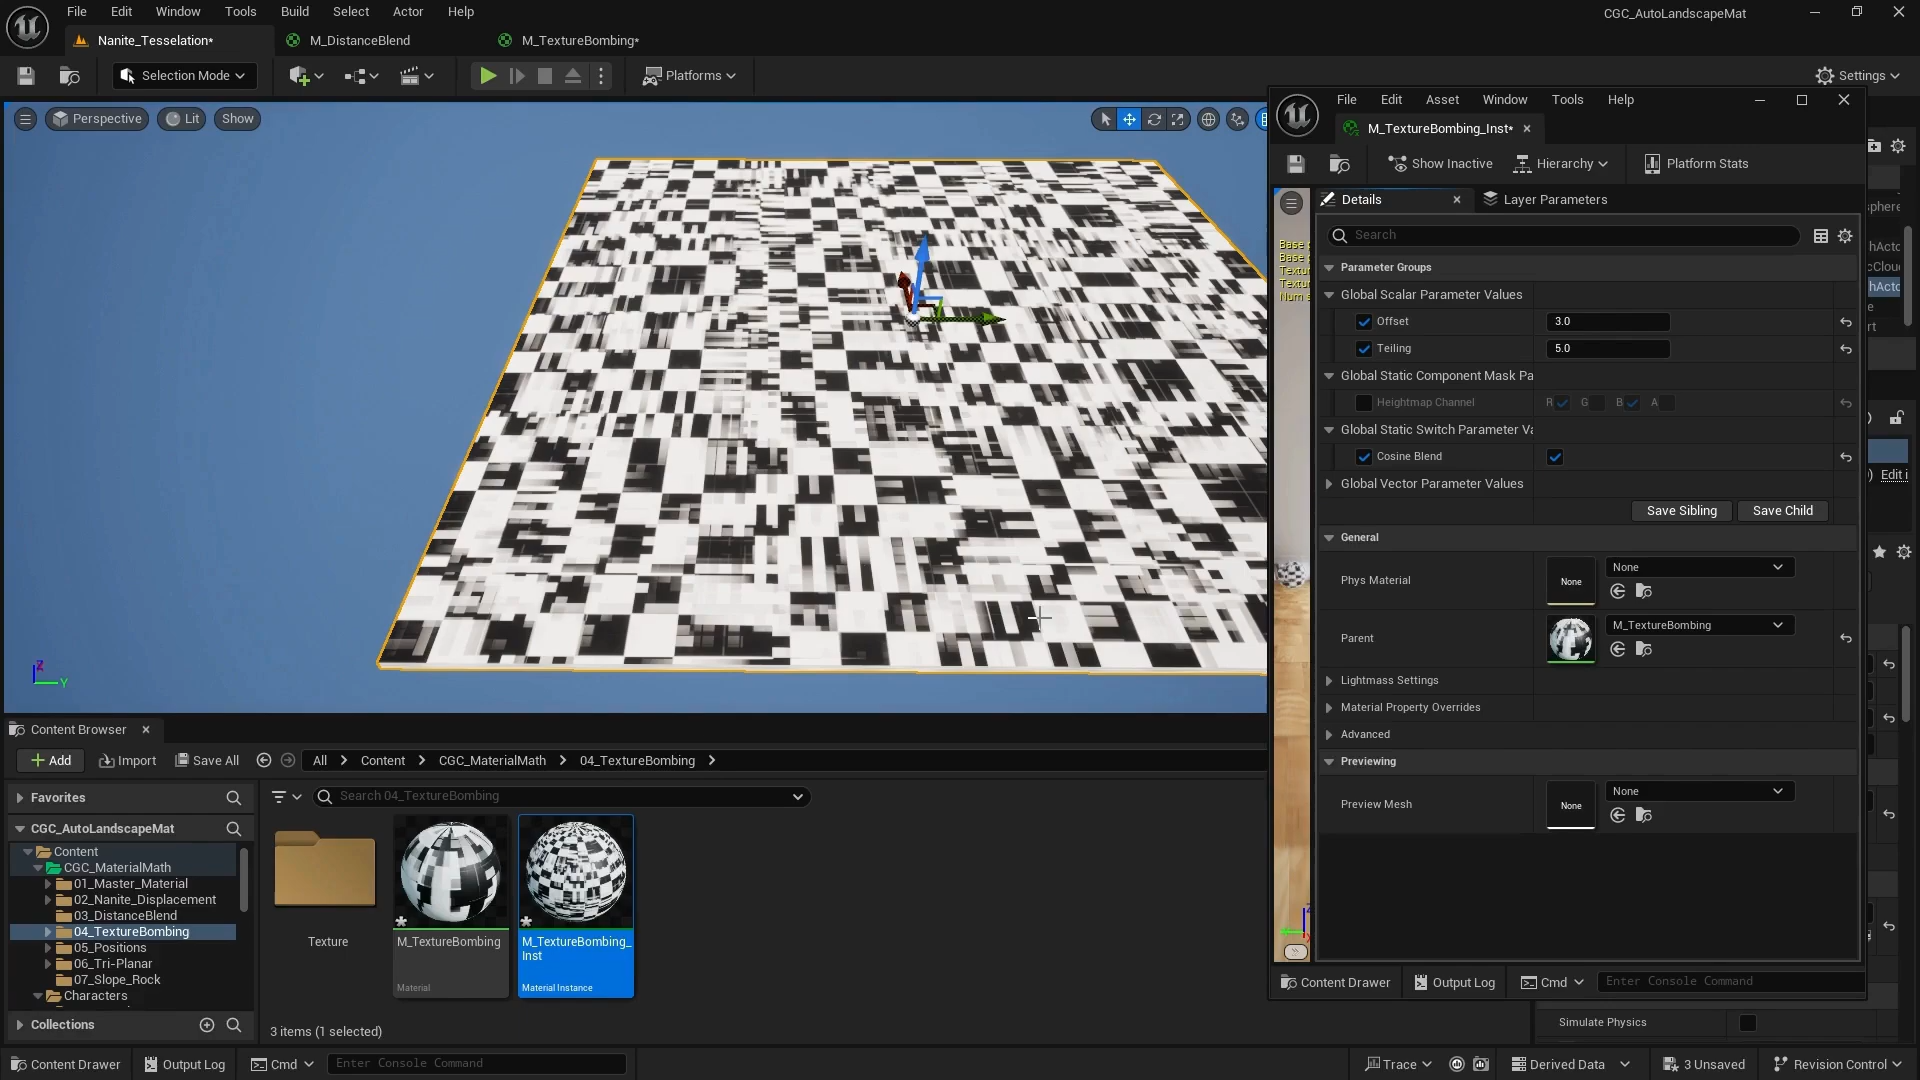 File Edit Window Tools Build Select Actor Help
CGC_AutoLandscapeMat
Nanite_Tesselation*
M_DistanceBlend
M_TextureBombing*
Selection Mode
Platforms
Settings
Perspective
Lit
Show
File Edit Asset Window Tools Help
M_TextureBombing_Inst*
Show Inactive
Hierarchy
Platform Stats
Details
Layer Parameters
Search
Base
Base
Textur
Textur
Num s
Parameter Groups
Global Scalar Parameter Values
Offset 3.0
Teiling 5.0
Global Static Component Mask Pa
Heightmap Channel R G B A
Global Static Switch Parameter Va
Cosine Blend
Global Vector Parameter Values
Save Sibling Save Child
General
Phys Material None None
Parent M_TextureBombing
Lightmass Settings
Material Property Overrides
Advanced
Previewing
Preview Mesh None None
Content Drawer Output Log Cmd Enter Console Command
Edit i
Simulate Physics
Z
Y
Content Browser
Add Import Save All All Content CGC_MaterialMath 04_TextureBombing
Favorites
Search 04_TextureBombing
CGC_AutoLandscapeMat
Content
CGC_MaterialMath
01_Master_Material
02_Nanite_Displacement
03_DistanceBlend
04_TextureBombing
05_Positions
06_Tri-Planar
07_Slope_Rock
Characters
Collections
Texture
M_TextureBombing
Material
M_TextureBombing_
Inst
Material Instance
3 items (1 selected)
Content Drawer Output Log Cmd Enter Console Command
Trace Derived Data 3 Unsaved Revision Control